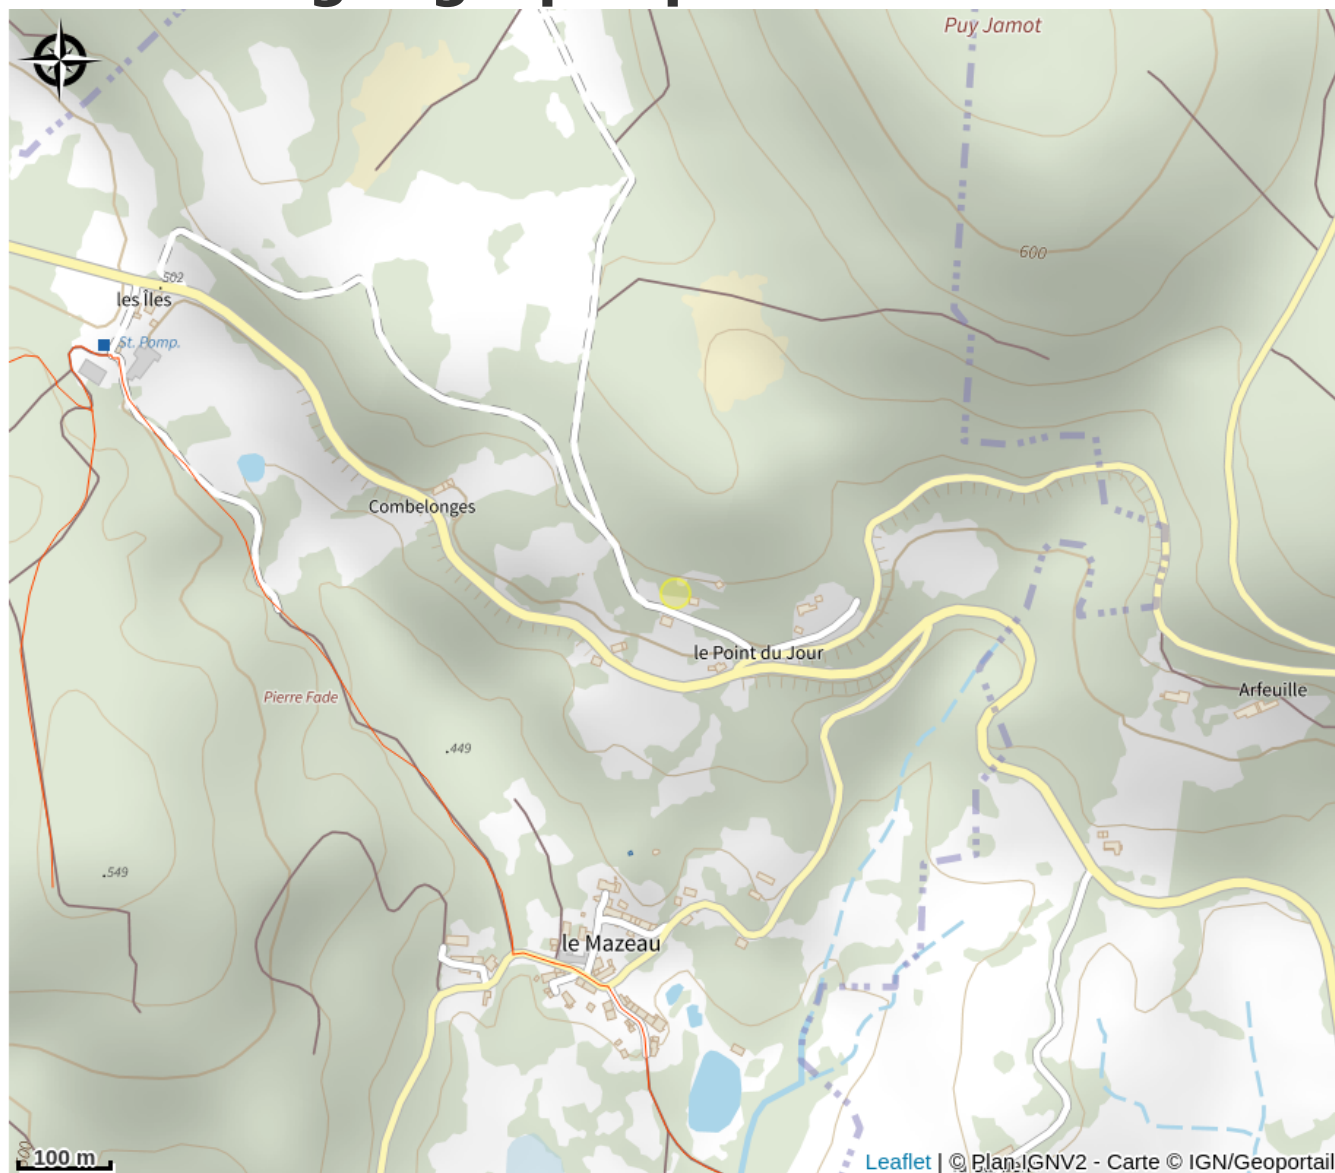 Puy Jamot
600
502
les Îles
St. Pomp.
Combelonges
le Point du Jour
Arfeuille
Pierre Fade
.449
.549
le Mazeau
100 m
Leaflet | © Plan-IGNV2 - Carte © IGN/Geoportail